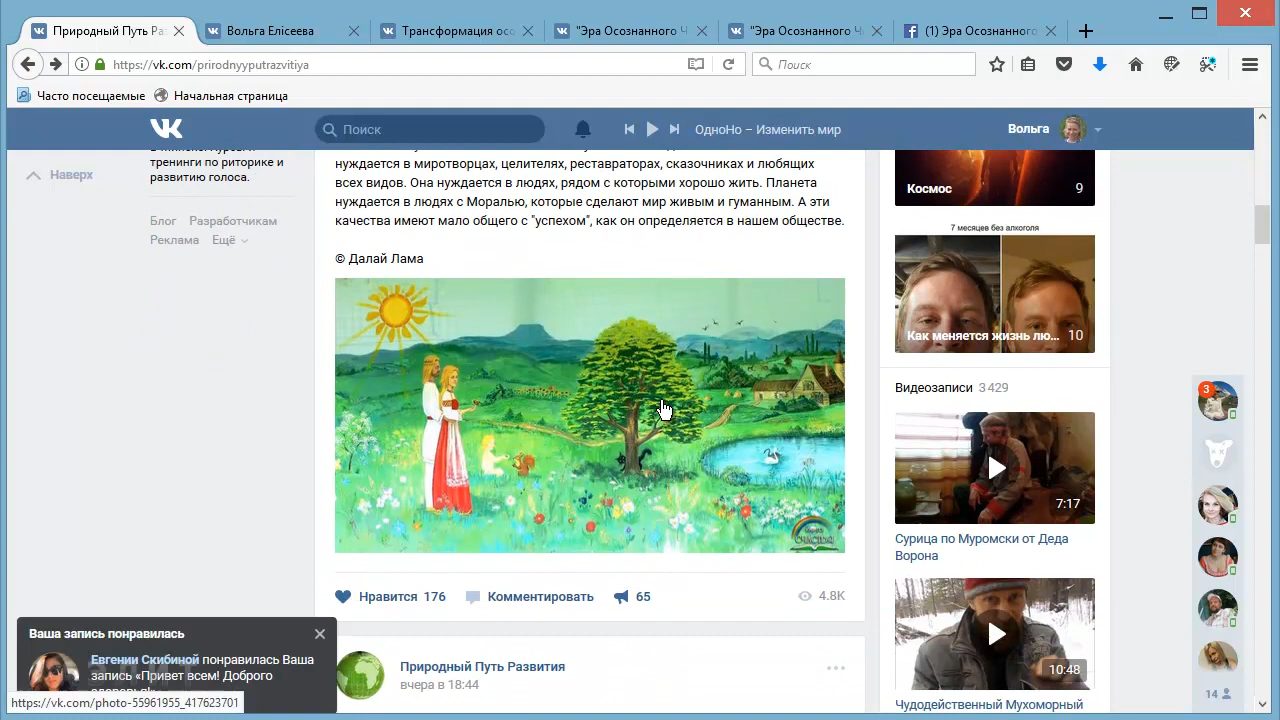 Природный Путь Ра
Вольга Елісеева
Трансформация осо
"Эра Осознанного Ч
"Эра Осознанного Ч
(1) Эра Осознанного
https://vk.com/prirodnyyputrazvitiya
Поиск
Часто посещаемые
Начальная страница
Поиск
ОдноНо – Изменить мир
Вольга
Наверх
тренинги по риторике и
развитию голоса.
Блог Разработчикам
Реклама Ещё
нуждается в миротворцах, целителях, реставраторах, сказочниках и любящих
всех видов. Она нуждается в людях, рядом с которыми хорошо жить. Планета
нуждается в людях с Моралью, которые сделают мир живым и гуманным. А эти
качества имеют мало общего с "успехом", как он определяется в нашем обществе.
© Далай Лама
Нравится 176
Комментировать
65
4.8K
Природный Путь Развития
вчера в 18:44
Космос 9
7 месяцев без алкоголя
Как меняется жизнь лю... 10
Видеозаписи 3 429
7:17
Сурица по Муромски от Деда
Ворона
10:48
Чудодейственный Мухоморный
3
14
Ваша запись понравилась
Евгении Скибиной понравилась Ваша
запись «Привет всем! Доброго
https://vk.com/photo-55961955_417623701